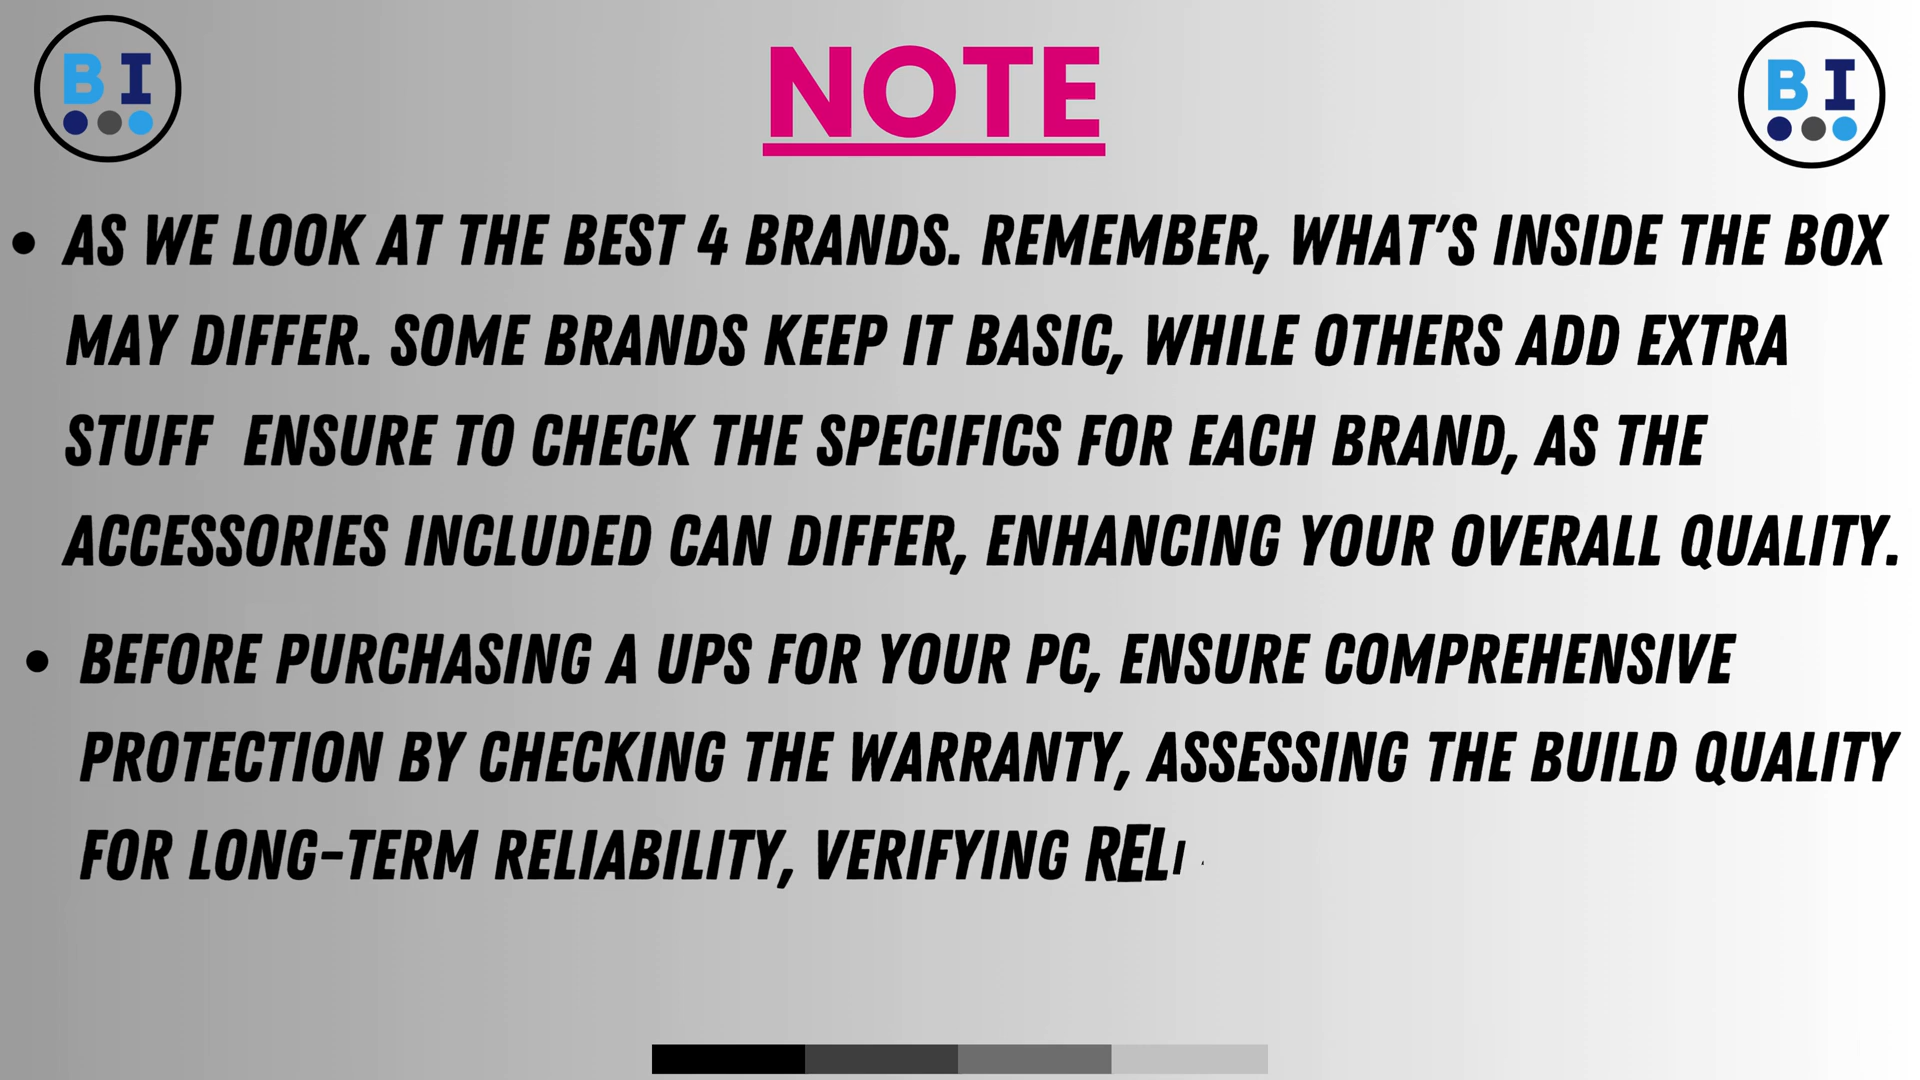 B I
NOTE
B I
• AS WE LOOK AT THE BEST 4 BRANDS. REMEMBER, WHAT'S INSIDE THE BOX
MAY DIFFER. SOME BRANDS KEEP IT BASIC, WHILE OTHERS ADD EXTRA
STUFF  ENSURE TO CHECK THE SPECIFICS FOR EACH BRAND, AS THE
ACCESSORIES INCLUDED CAN DIFFER, ENHANCING YOUR OVERALL QUALITY.
• BEFORE PURCHASING A UPS FOR YOUR PC, ENSURE COMPREHENSIVE
PROTECTION BY CHECKING THE WARRANTY, ASSESSING THE BUILD QUALITY
FOR LONG-TERM RELIABILITY, VERIFYING